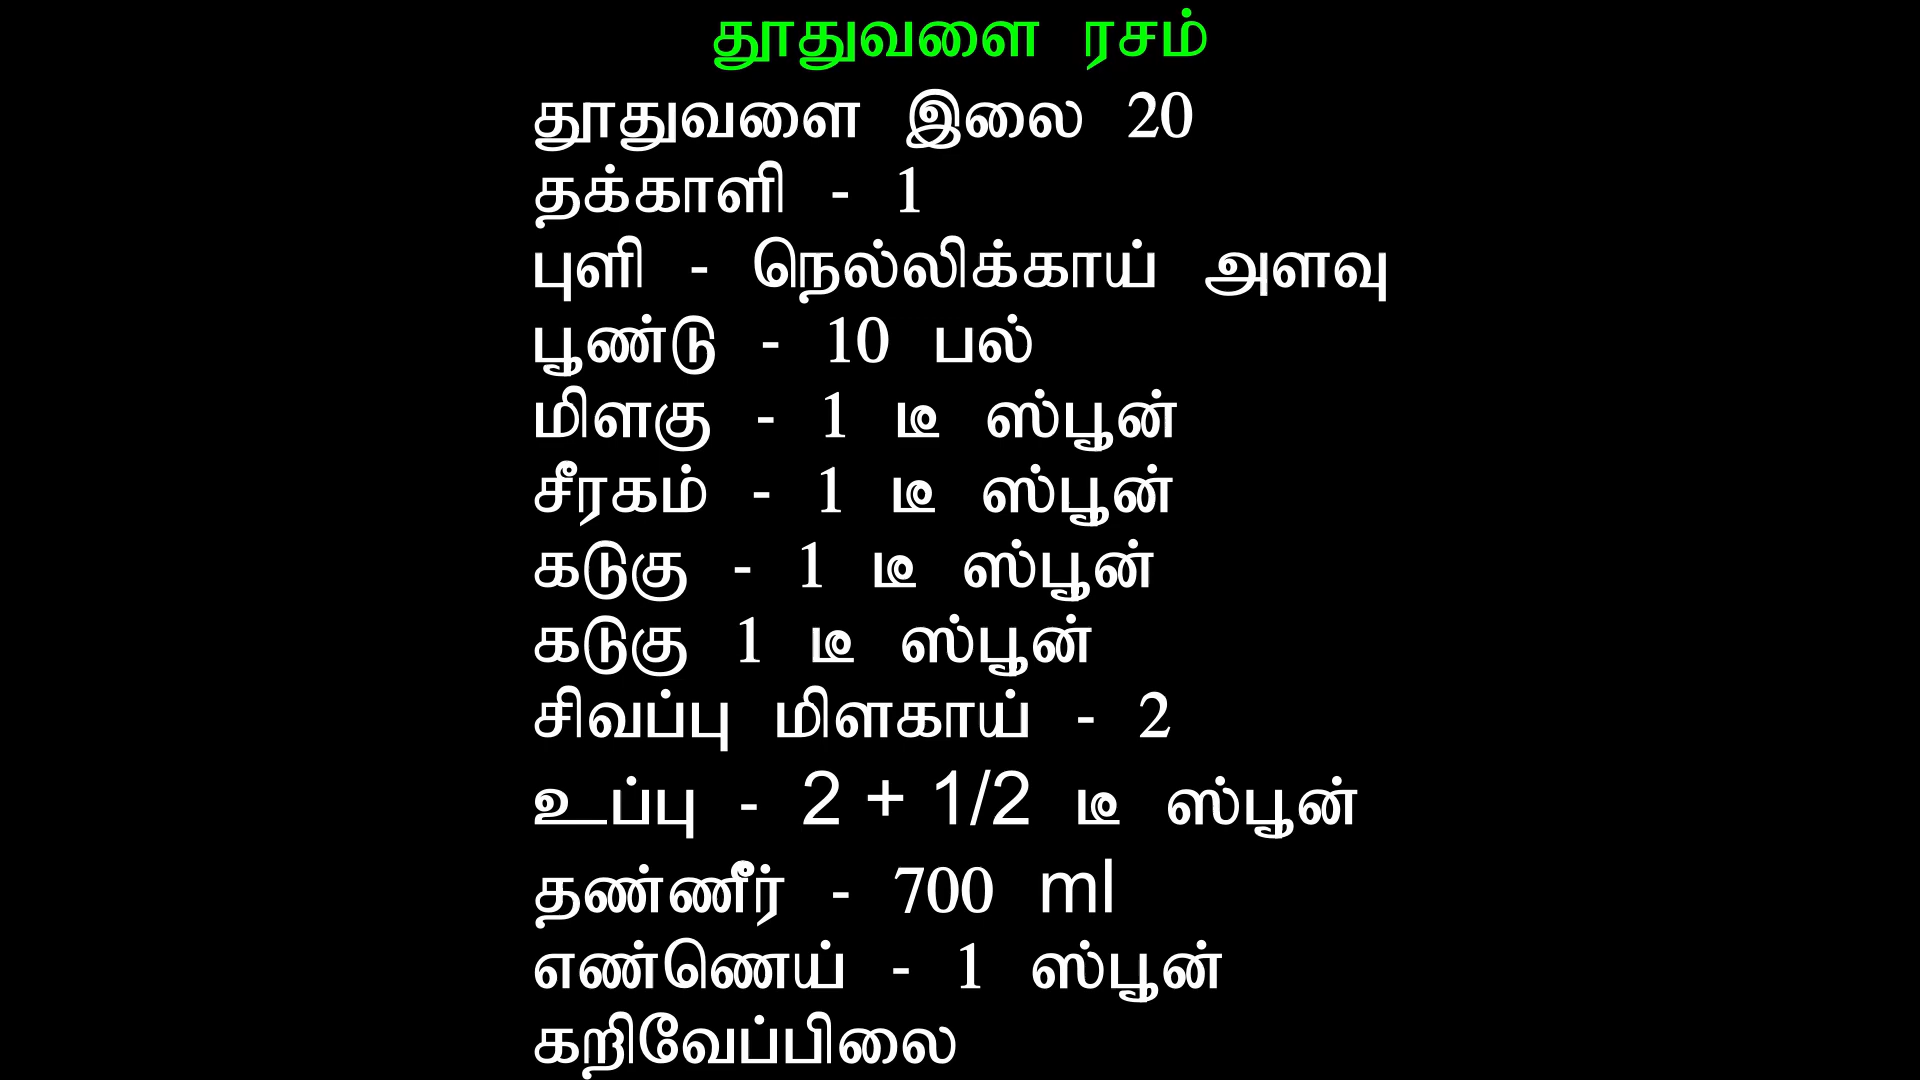 தூதுவளை ரசம்
தூதுவளை இலை 20
தக்காளி - 1
புளி - நெல்லிக்காய் அளவு
பூண்டு - 10 பல்
மிளகு - 1 டீ ஸ்பூன்
சீரகம் - 1 டீ ஸ்பூன்
கடுகு - 1 டீ ஸ்பூன்
கடுகு 1 டீ ஸ்பூன்
சிவப்பு மிளகாய் - 2
உப்பு - 2 + 1/2 டீ ஸ்பூன்
தண்ணீர் - 700 ml
எண்ணெய் - 1 ஸ்பூன்
கறிவேப்பிலை